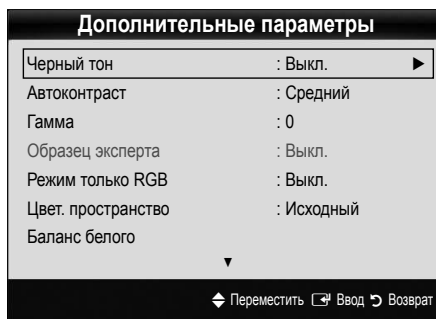 Дополнительные параметры
Черный тон : Выкл. ▶
Автоконтраст : Средний
Гамма : 0
Образец эксперта : Выкл.
Режим только RGB : Выкл.
Цвет. пространство : Исходный
Баланс белого
▼
Переместить Ввод Возврат